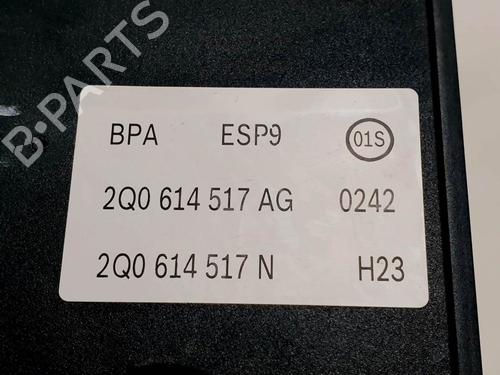 B-PARTS
BPA ESP9 01S
2Q0 614 517 AG 0242
2Q0 614 517 N H23